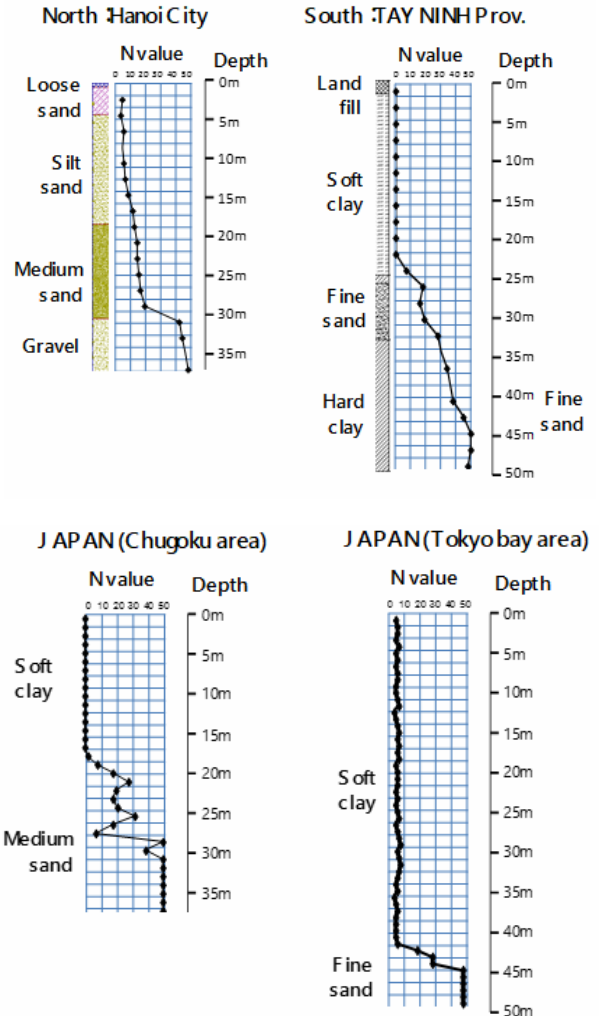 North :Hanoi City
N value
Depth
0 10 20 30 40 50
0m
5m
10m
15m
20m
25m
30m
35m
Loose
sand
Silt
sand
Medium
sand
Gravel
South :TAY NINH Prov.
N value
Depth
0 10 20 30 40 50
0m
5m
10m
15m
20m
25m
30m
35m
40m
45m
50m
Land
fill
Soft
clay
Fine
sand
Hard
clay
Fine
sand
JAPAN (Chugoku area)
N value
Depth
0 10 20 30 40 50
0m
5m
10m
15m
20m
25m
30m
35m
Soft
clay
Medium
sand
JAPAN (Tokyo bay area)
N value
Depth
0 10 20 30 40 50
0m
5m
10m
15m
20m
25m
30m
35m
40m
45m
50m
Soft
clay
Fine
sand